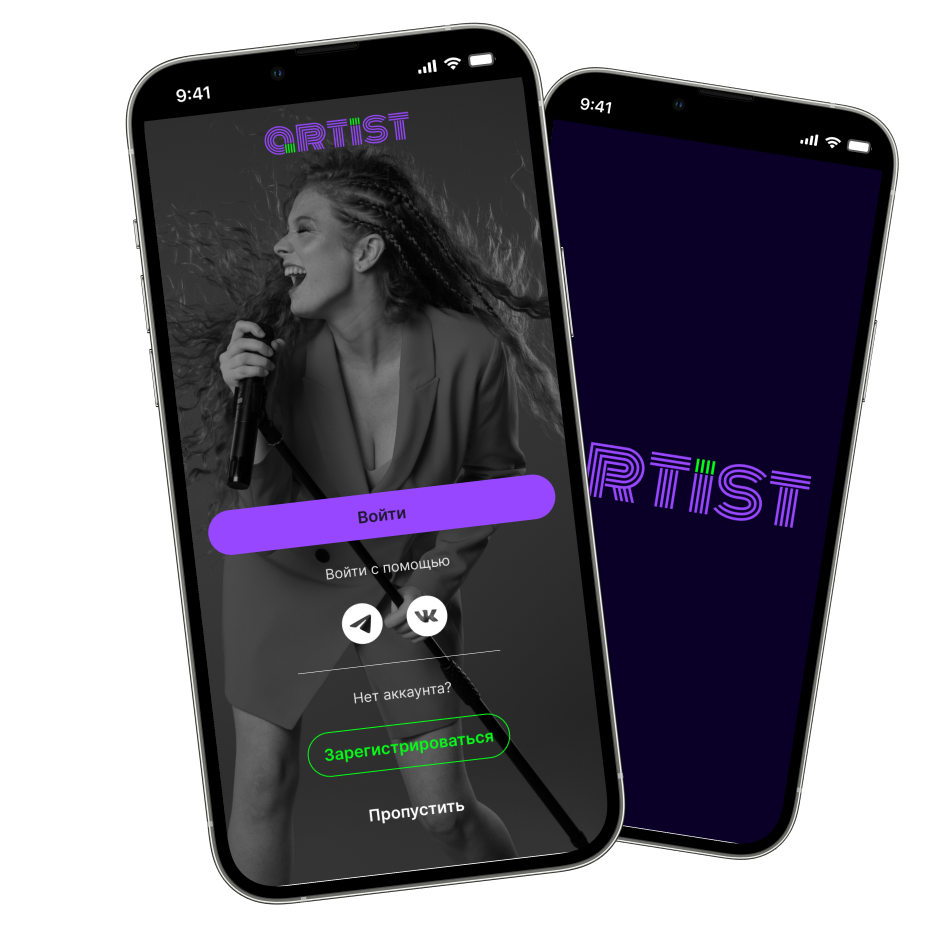 9:41
ARTIST
Войти
Войти с помощью
Нет аккаунта?
Зарегистрироваться
Пропустить
9:41
RTIST